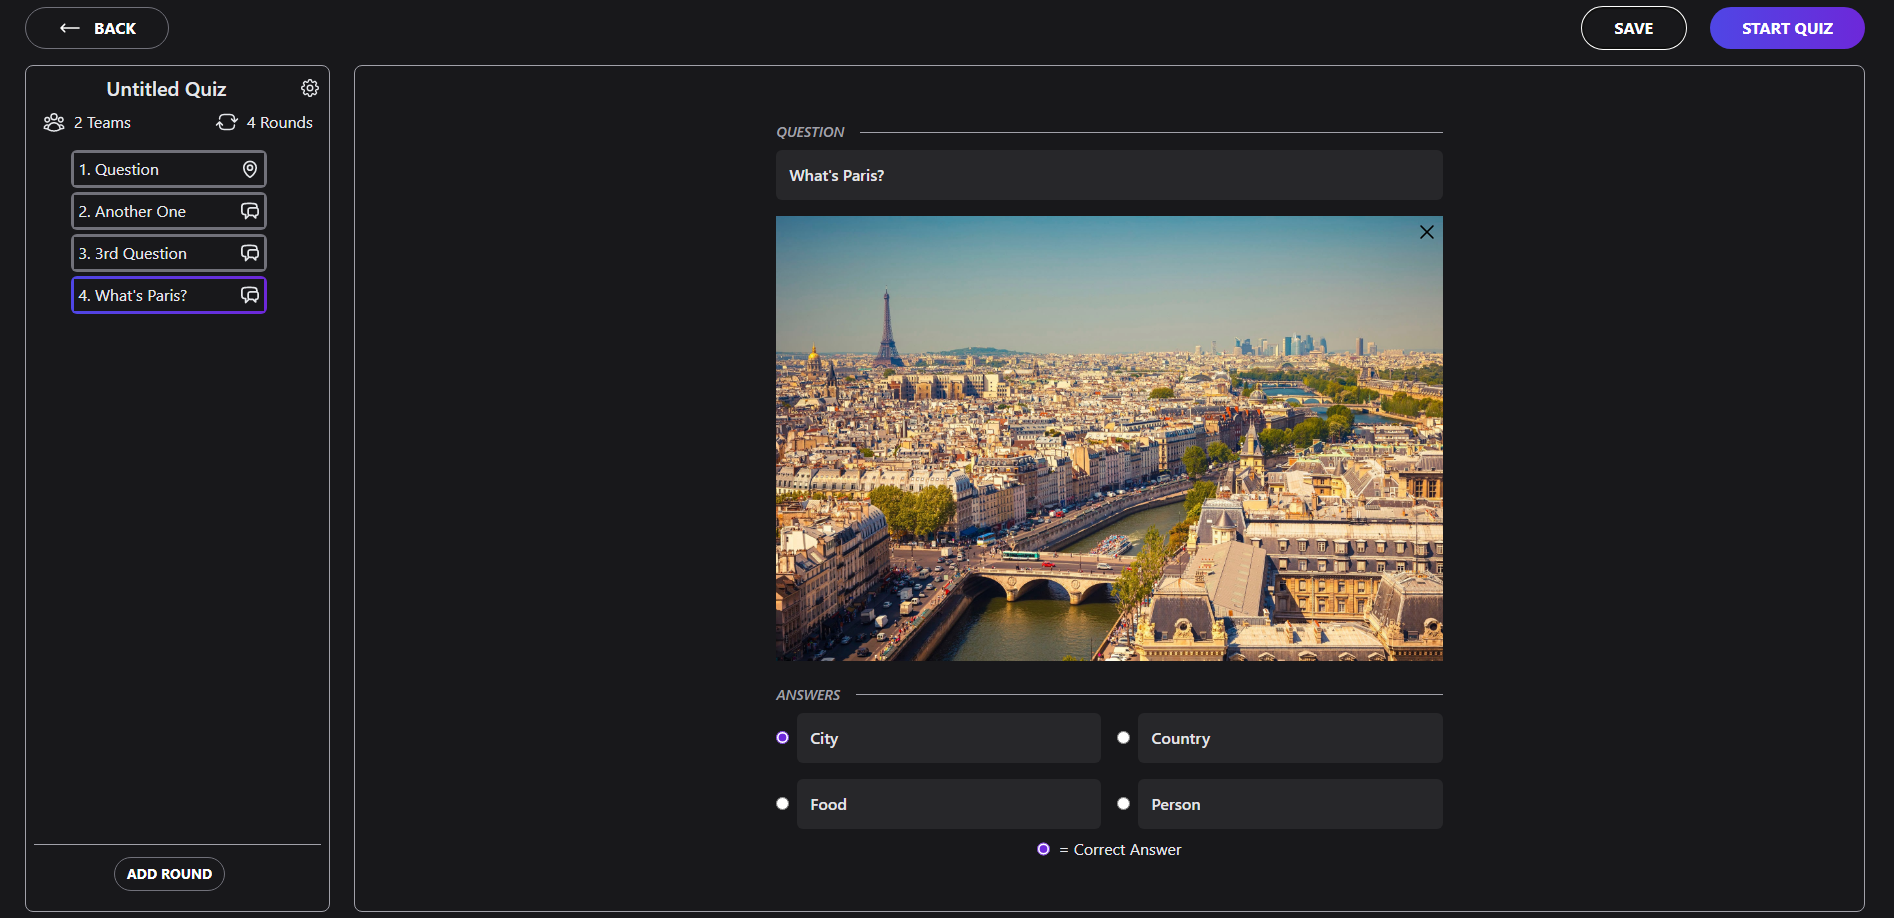 BACK
SAVE
START QUIZ
Untitled Quiz
2 Teams
4 Rounds
1. Question
2. Another One
3. 3rd Question
4. What's Paris?
ADD ROUND
QUESTION
What's Paris?
ANSWERS
City
Country
Food
Person
= Correct Answer